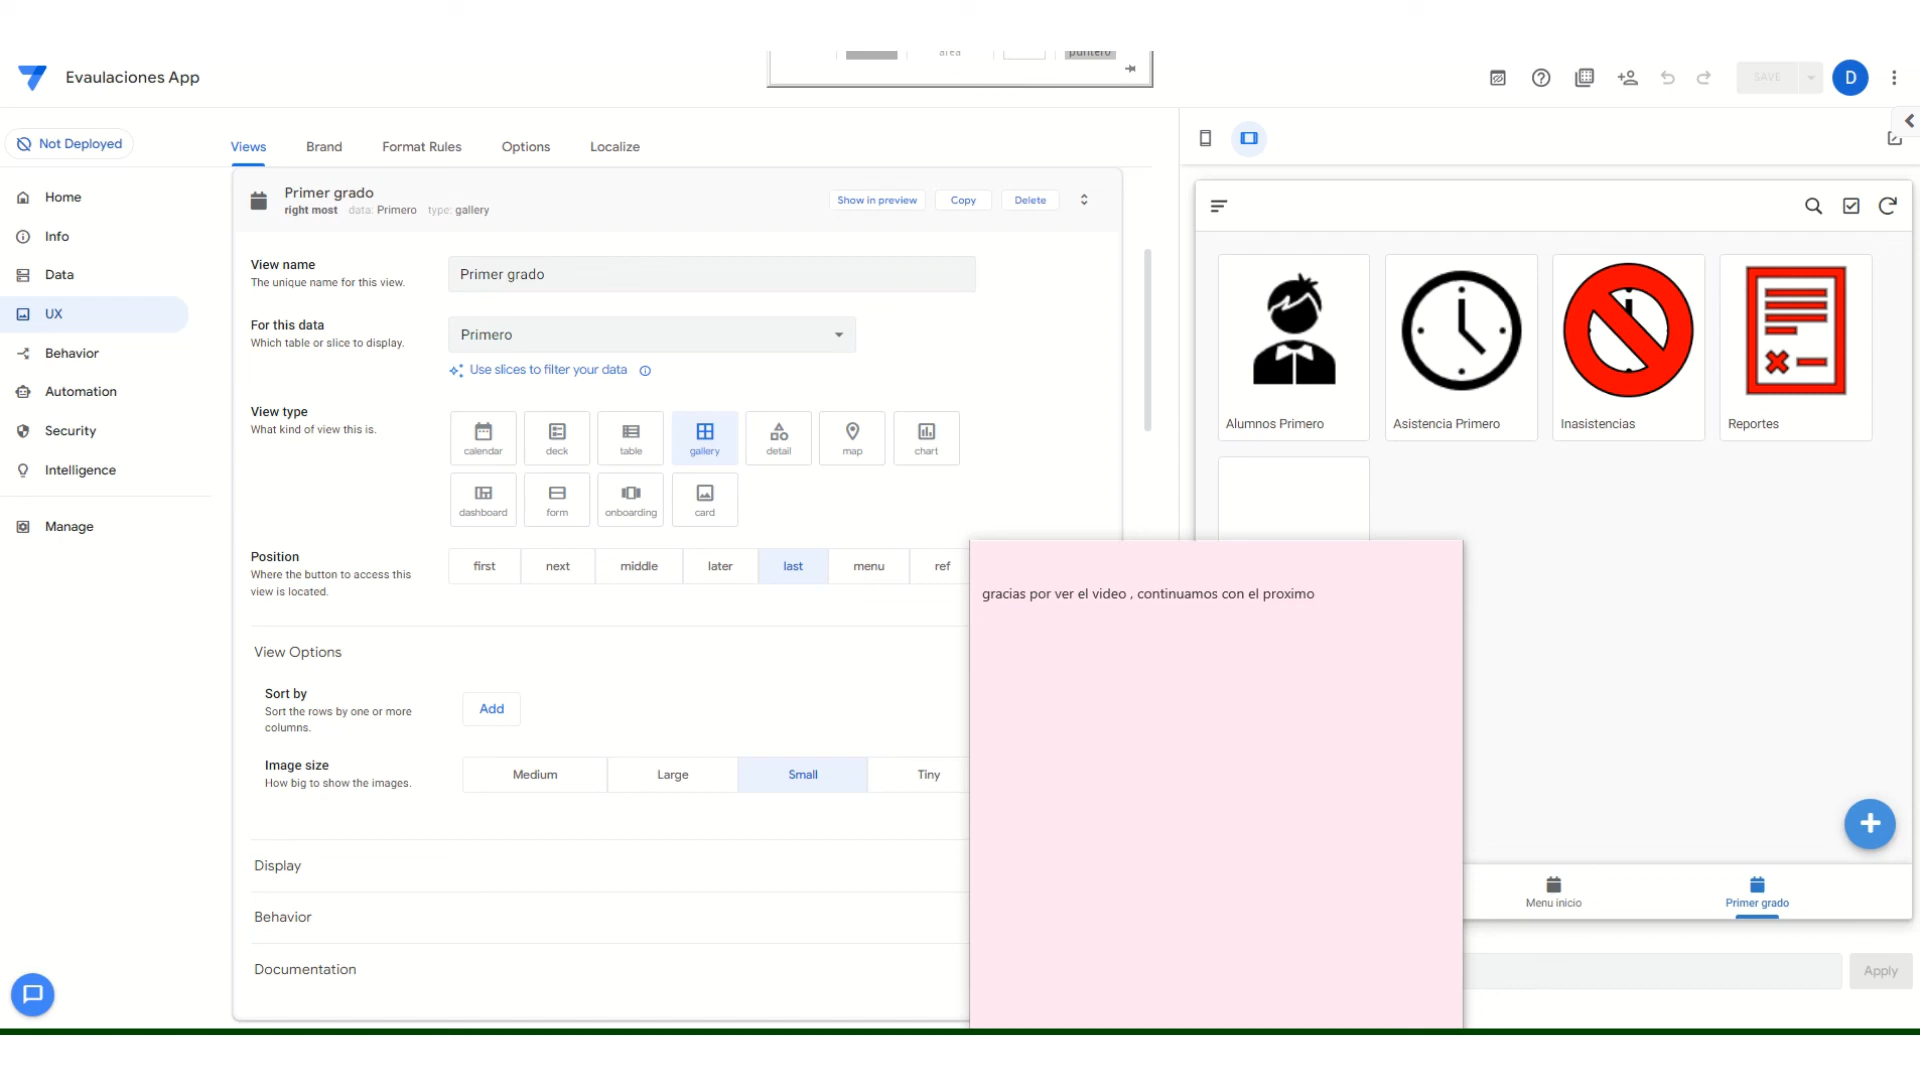 area
puntero
Evaulaciones App
SAVE
D
Not Deployed
Views
Brand
Format Rules
Options
Localize
Home
Info
Data
UX
Behavior
Automation
Security
Intelligence
Manage
Primer grado
right most data: Primero type: gallery
Show in preview
Copy
Delete
View name
The unique name for this view.
Primer grado
For this data
Which table or slice to display.
Primero
Use slices to filter your data
View type
What kind of view this is.
calendar
deck
table
gallery
detail
map
chart
dashboard
form
onboarding
card
Position
Where the button to access this
view is located.
first
next
middle
later
last
menu
ref
View Options
Sort by
Sort the rows by one or more
columns.
Add
Image size
How big to show the images.
Medium
Large
Small
Tiny
Display
Behavior
Documentation
Alumnos Primero
Asistencia Primero
Inasistencias
Reportes
gracias por ver el video , continuamos con el proximo
Menu inicio
Primer grado
Apply